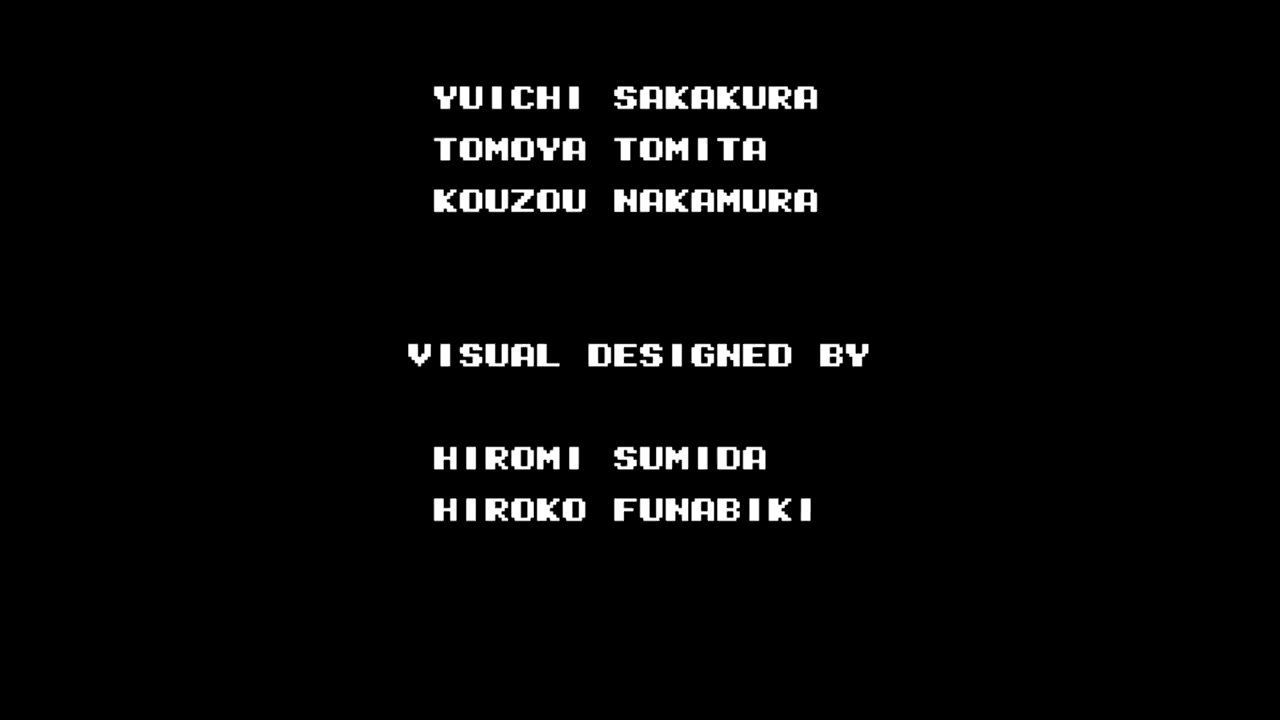 YUICHI SAKAKURA
TOMOYA TOMITA
KOUZOU NAKAMURA
VISUAL DESIGNED BY
HIROMI SUMIDA
HIROKO FUNABIKI